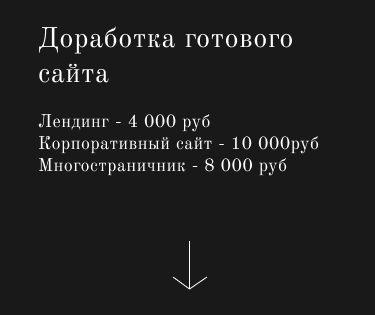 Доработка готового
сайта
Лендинг - 4 000 руб
Корпоративный сайт - 10 000руб
Многостраничник - 8 000 руб